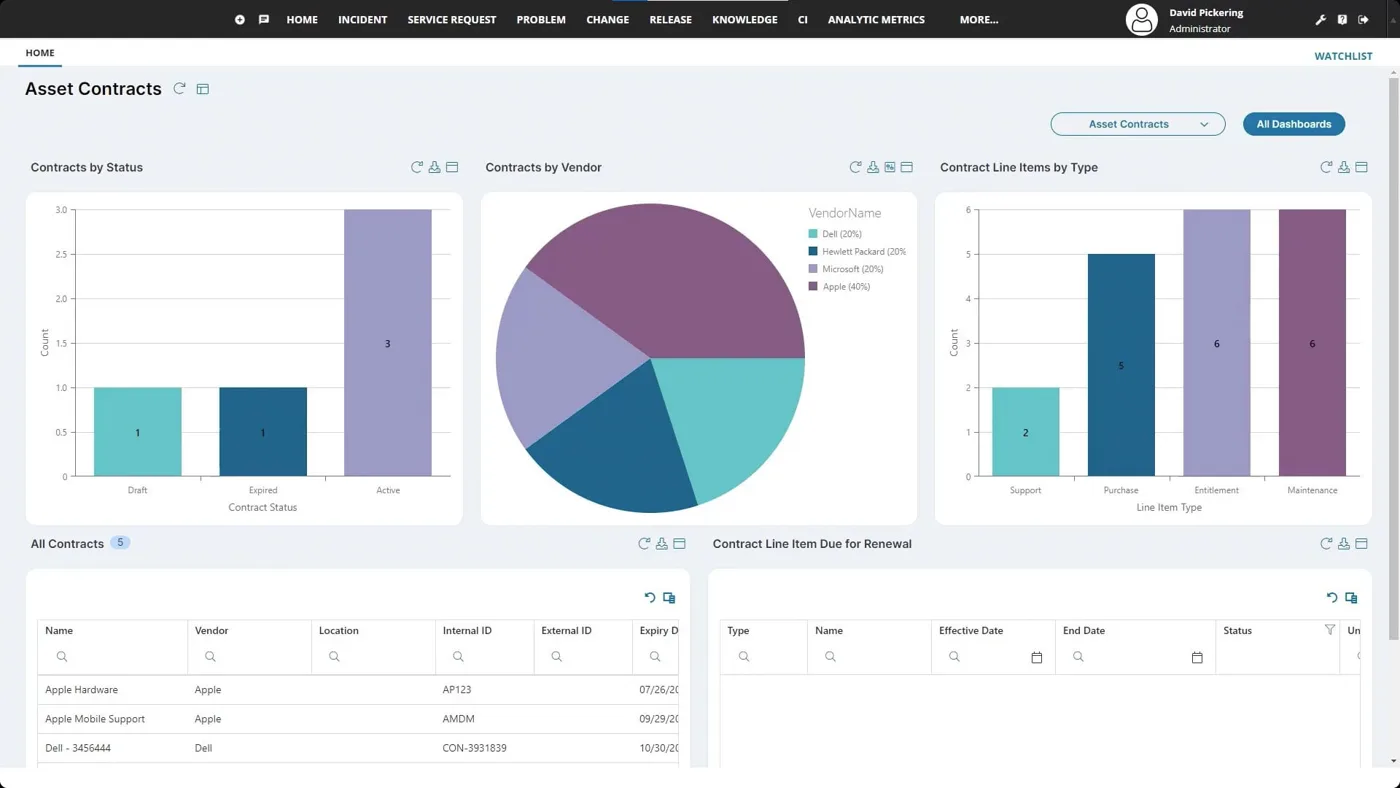 HOME INCIDENT SERVICE REQUEST PROBLEM CHANGE RELEASE KNOWLEDGE CI ANALYTIC METRICS MORE...
David Pickering
Administrator
HOME
WATCHLIST
Asset Contracts
Asset Contracts
All Dashboards
Contracts by Status
3.0
2.5
2.0
1.5
1.0
0.5
0
Count
1
1
3
Draft Expired Active
Contract Status
Contracts by Vendor
VendorName
Dell (20%)
Hewlett Packard (20%
Microsoft (20%)
Apple (40%)
Contract Line Items by Type
6
5
4
3
2
1
0
Count
2
5
6
6
Support Purchase Entitlement Maintenance
Line Item Type
All Contracts 5
Name Vendor Location Internal ID External ID Expiry D
Apple Hardware Apple AP123 07/26/20
Apple Mobile Support Apple AMDM 09/29/20
Dell - 3456444 Dell CON-3931839 10/30/20
Contract Line Item Due for Renewal
Type Name Effective Date End Date Status Un